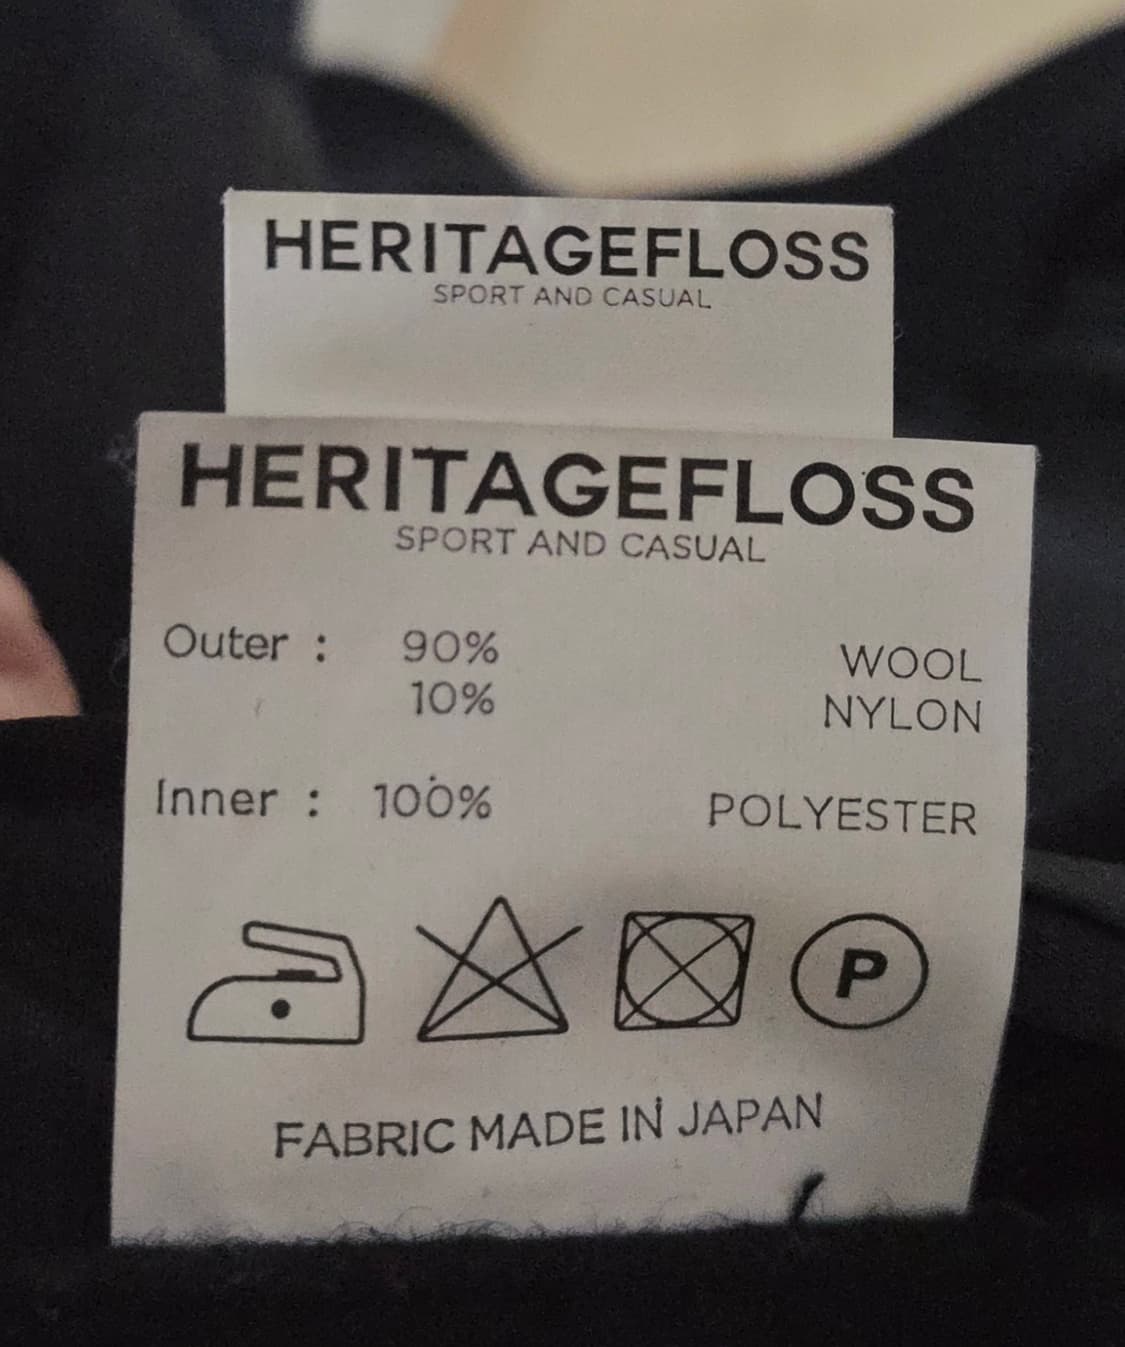 HERITAGEFLOSS
SPORT AND CASUAL
HERITAGEFLOSS
SPORT AND CASUAL
Outer : 90% WOOL
10% NYLON
Inner : 100% POLYESTER
P
FABRIC MADE IN JAPAN